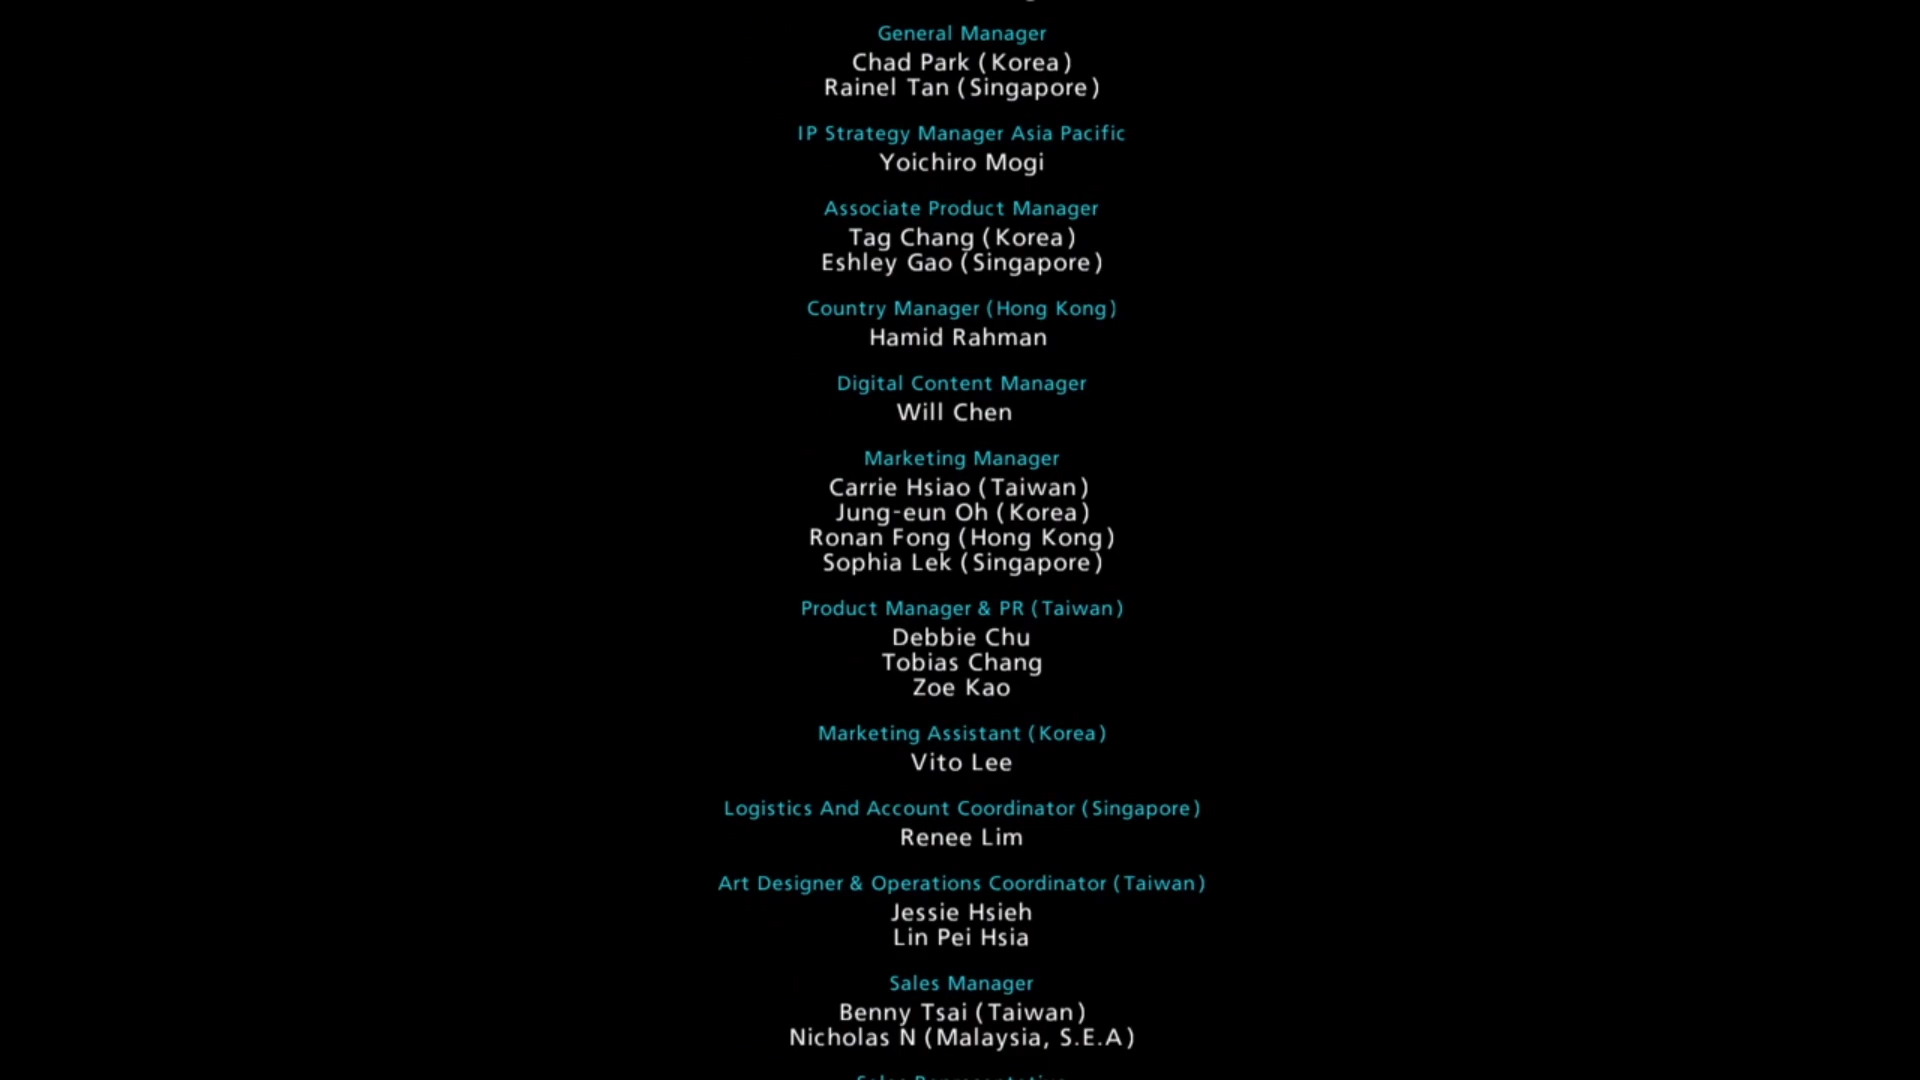 General Manager
Chad Park (Korea)
Rainel Tan (Singapore)
IP Strategy Manager Asia Pacific
Yoichiro Mogi
Associate Product Manager
Tag Chang (Korea)
Eshley Gao (Singapore)
Country Manager (Hong Kong)
Hamid Rahman
Digital Content Manager
Will Chen
Marketing Manager
Carrie Hsiao (Taiwan)
Jung-eun Oh (Korea)
Ronan Fong (Hong Kong)
Sophia Lek (Singapore)
Product Manager & PR (Taiwan)
Debbie Chu
Tobias Chang
Zoe Kao
Marketing Assistant (Korea)
Vito Lee
Logistics And Account Coordinator (Singapore)
Renee Lim
Art Designer & Operations Coordinator (Taiwan)
Jessie Hsieh
Lin Pei Hsia
Sales Manager
Benny Tsai (Taiwan)
Nicholas N (Malaysia, S.E.A)
Sales Representative